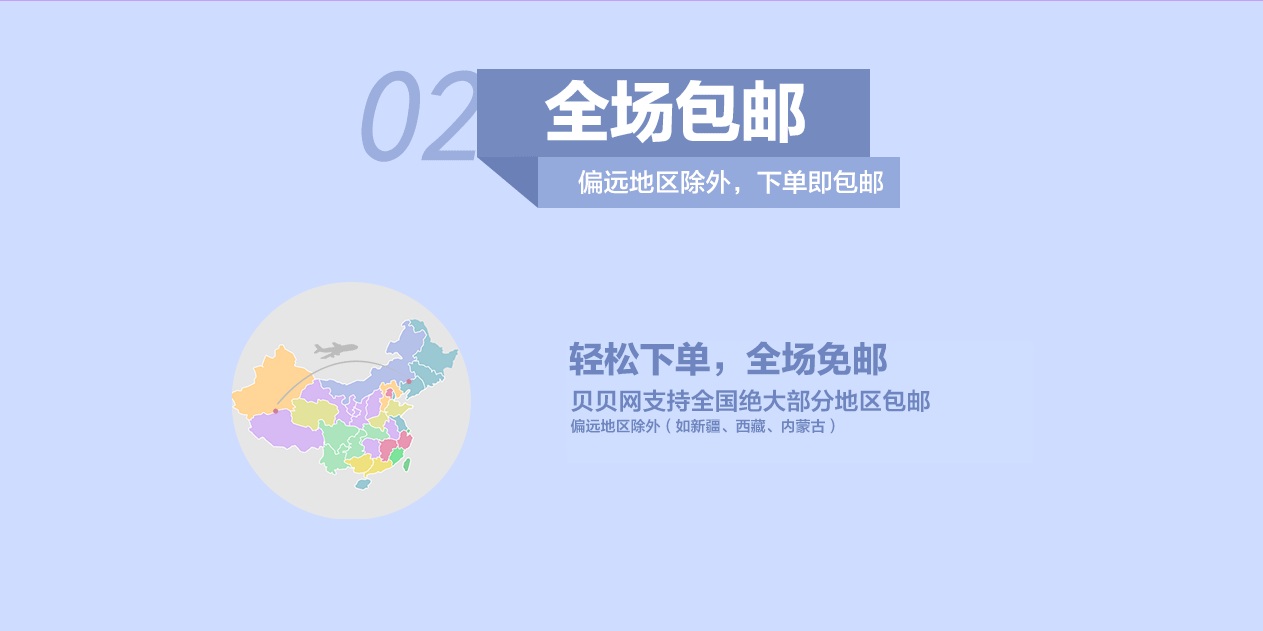 02
全场包邮
偏远地区除外，下单即包邮
轻松下单，全场免邮
贝贝网支持全国绝大部分地区包邮
偏远地区除外（如新疆、西藏、内蒙古）